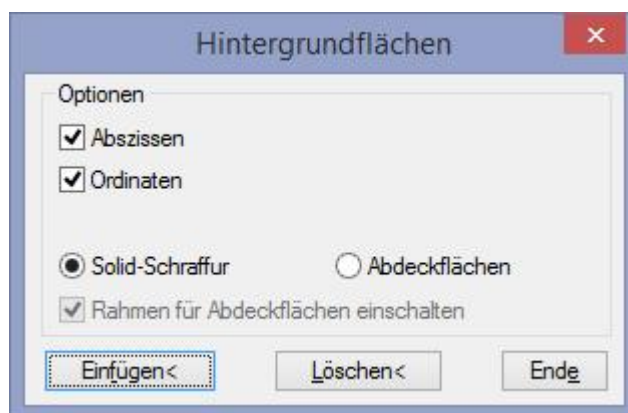 Hintergrundflächen
Optionen
Abszissen
Ordinaten
Solid-Schraffur Abdeckflächen
Rahmen für Abdeckflächen einschalten
Einfügen< Löschen< Ende